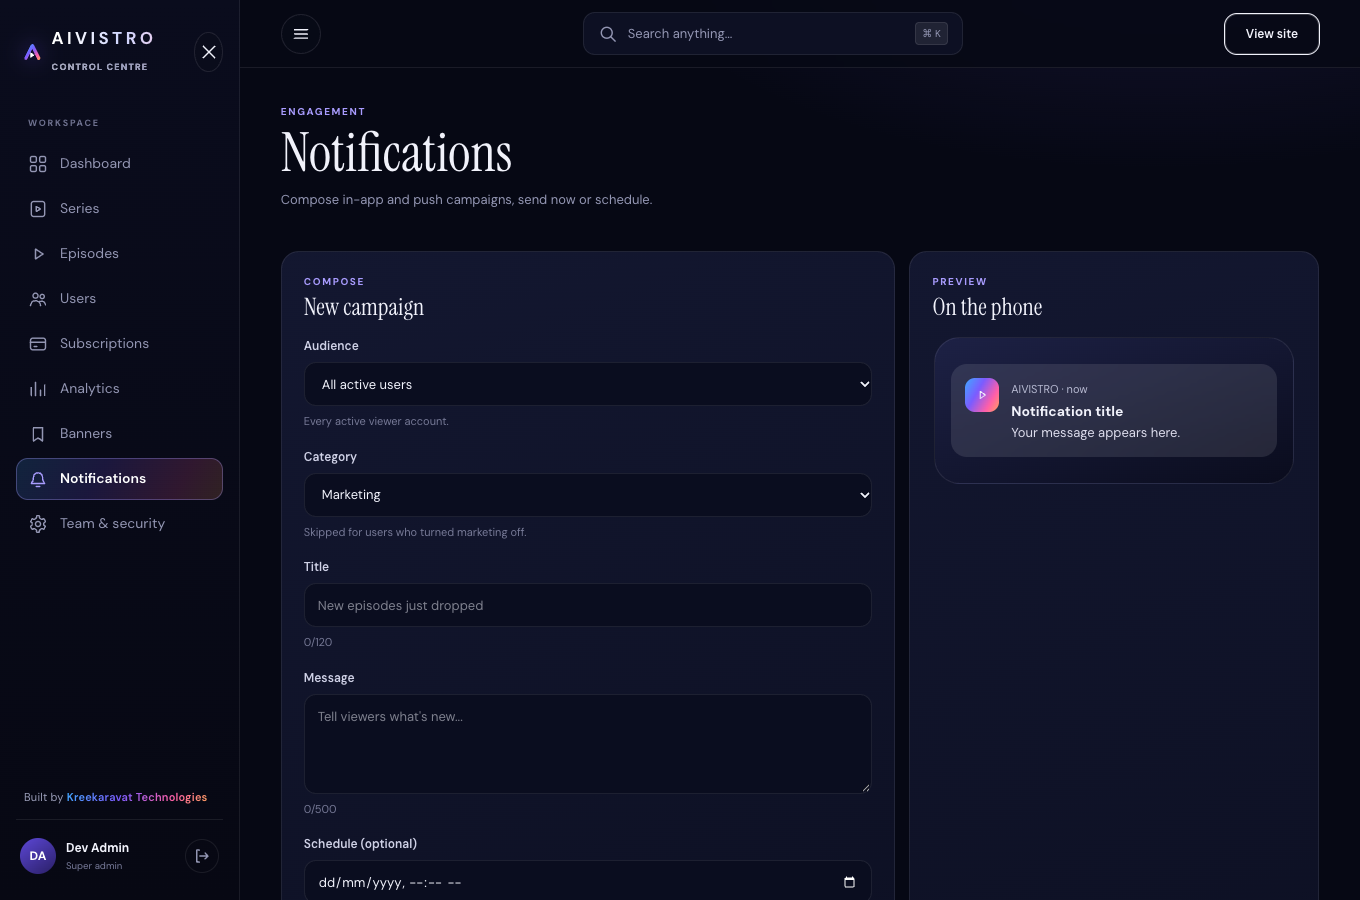 AIVISTRO
CONTROL CENTRE
WORKSPACE
Dashboard
Series
Episodes
Users
Subscriptions
Analytics
Banners
Notifications
Team & security
Built by Kreekaravat Technologies
DA
Dev Admin
Super admin
Search anything...
⌘ K
View site
ENGAGEMENT
Notifications
Compose in-app and push campaigns, send now or schedule.
COMPOSE
New campaign
Audience
All active users
Every active viewer account.
Category
Marketing
Skipped for users who turned marketing off.
Title
New episodes just dropped
0/120
Message
Tell viewers what's new...
0/500
Schedule (optional)
dd/mm/yyyy, --:-- --
PREVIEW
On the phone
AIVISTRO · now
Notification title
Your message appears here.